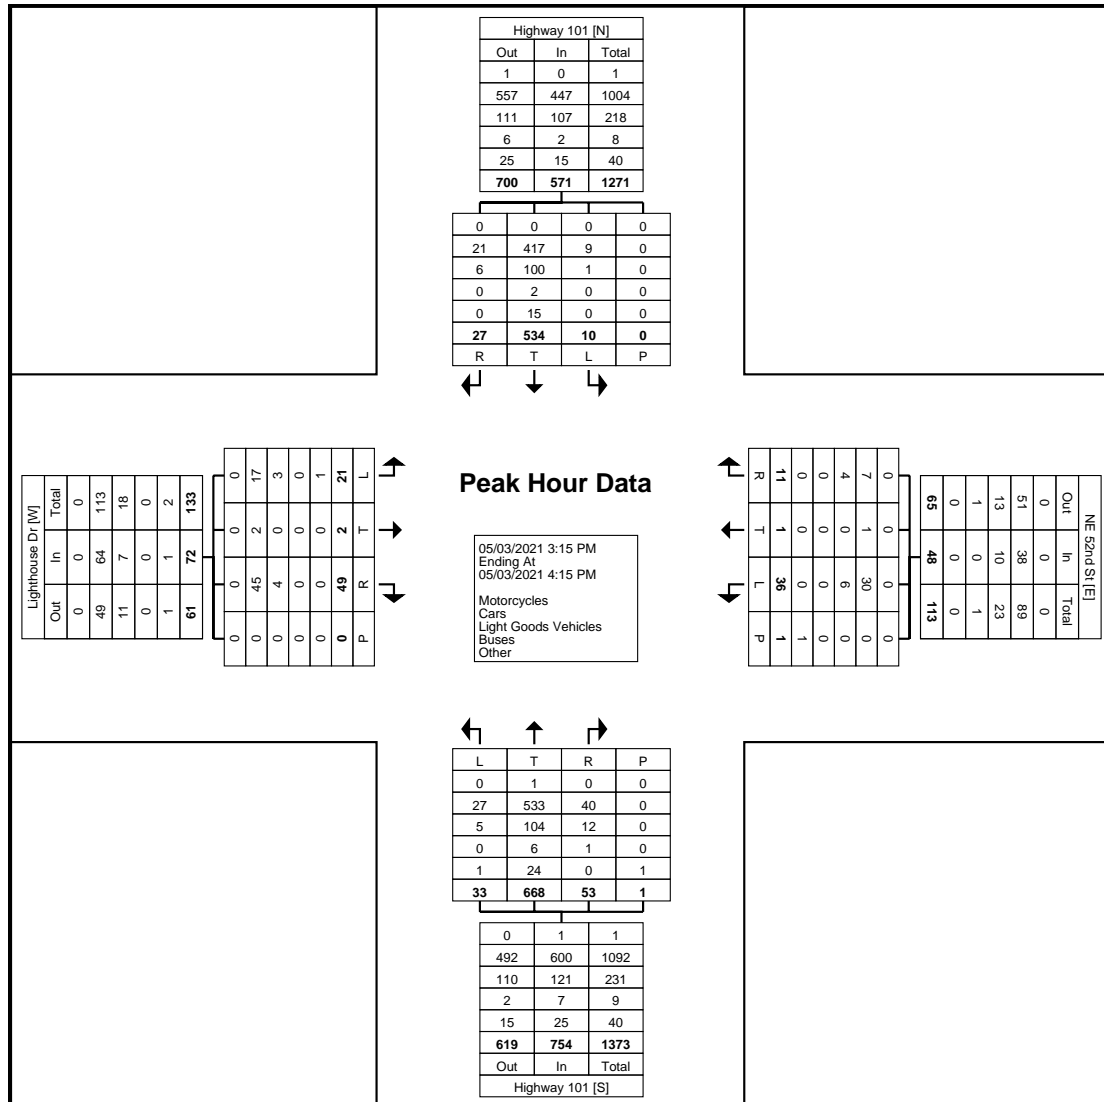 Highway 101 [N]
Out In Total
1 0 1
557 447 1004
111 107 218
6 2 8
25 15 40
700 571 1271
0 0 0 0
21 417 9 0
6 100 1 0
0 2 0 0
0 15 0 0
27 534 10 0
R T L P
Lighthouse Dr [W]
Total 0 113 18 0 2 133
In 0 64 7 0 1 72
Out 0 49 11 0 1 61
0 17 3 0 1 21 L
0 2 0 0 0 2 T
0 45 4 0 0 49 R
0 0 0 0 0 0 P
Peak Hour Data
05/03/2021 3:15 PM
Ending At
05/03/2021 4:15 PM
Motorcycles
Cars
Light Goods Vehicles
Buses
Other
R 11 0 0 4 7 0
T 1 0 0 0 1 0
L 36 0 0 6 30 0
P 1 1 0 0 0 0
65 0 1 13 51 0 Out
48 0 0 10 38 0 In
113 0 1 23 89 0 Total
NE 52nd St [E]
L T R P
0 1 0 0
27 533 40 0
5 104 12 0
0 6 1 0
1 24 0 1
33 668 53 1
0 1 1
492 600 1092
110 121 231
2 7 9
15 25 40
619 754 1373
Out In Total
Highway 101 [S]